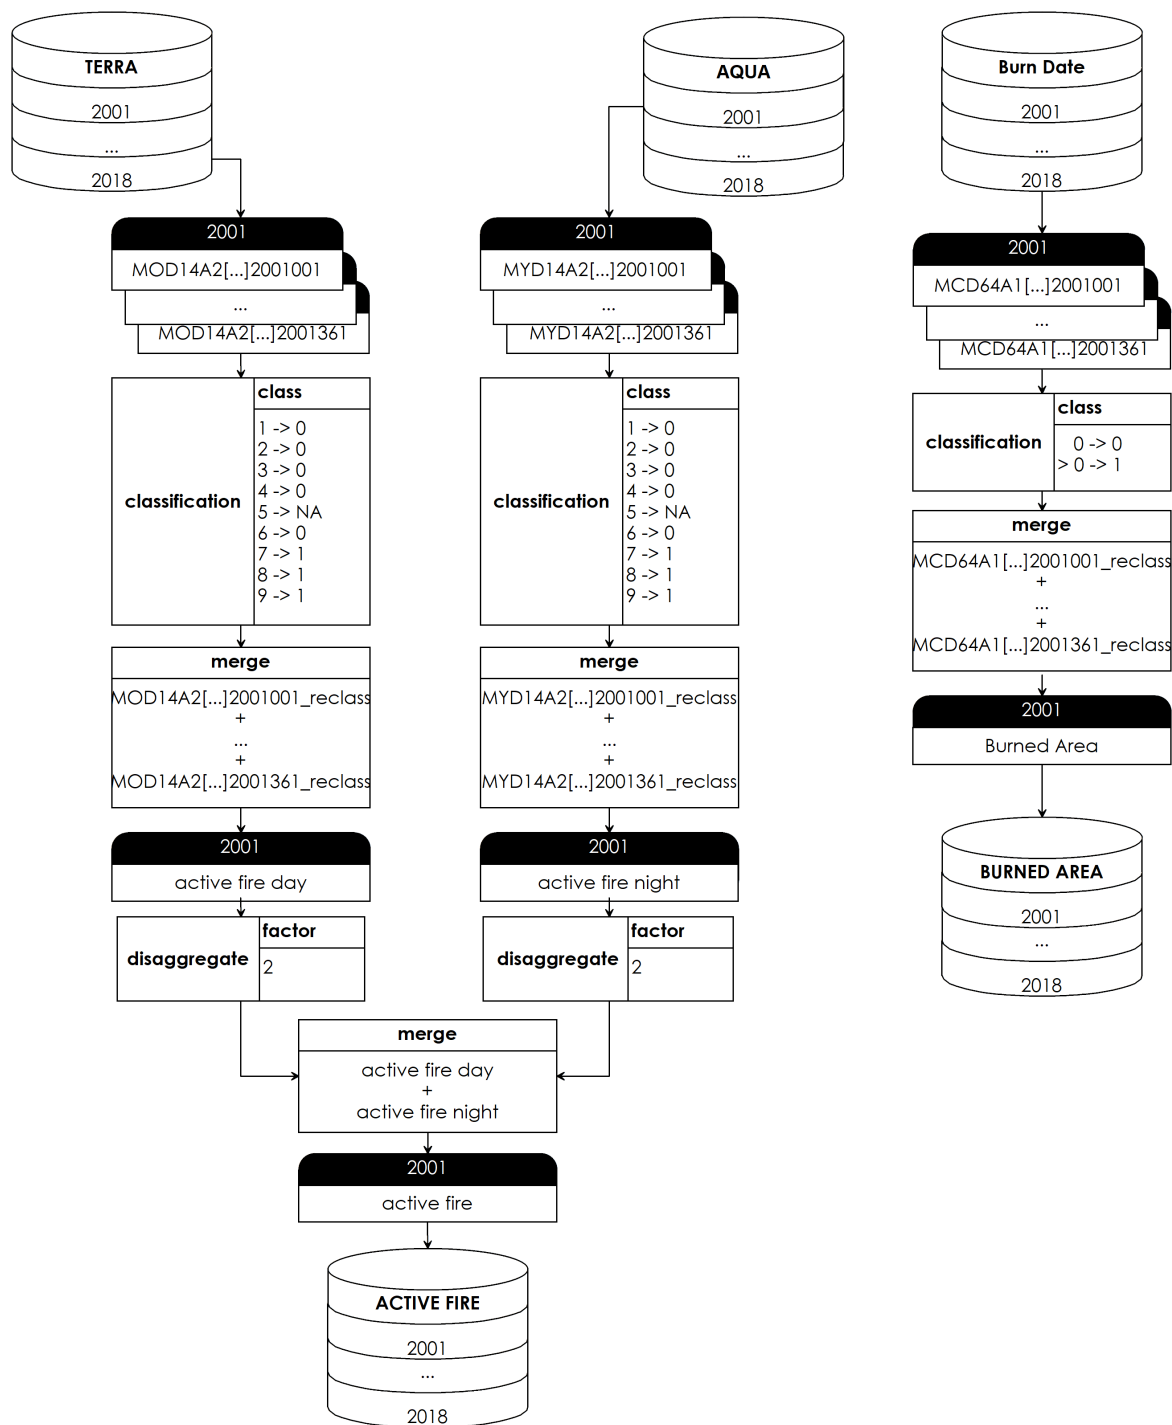 TERRA
2001
...
2018
2001
MOD14A2[...]2001001
...
MOD14A2[...]2001361
classification
class
1 -> 0
2 -> 0
3 -> 0
4 -> 0
5 -> NA
6 -> 0
7 -> 1
8 -> 1
9 -> 1
merge
MOD14A2[...]2001001_reclass
+
...
+
MOD14A2[...]2001361_reclass
2001
active fire day
disaggregate
factor
2
AQUA
2001
...
2018
2001
MYD14A2[...]2001001
...
MYD14A2[...]2001361
classification
class
1 -> 0
2 -> 0
3 -> 0
4 -> 0
5 -> NA
6 -> 0
7 -> 1
8 -> 1
9 -> 1
merge
MYD14A2[...]2001001_reclass
+
...
+
MYD14A2[...]2001361_reclass
2001
active fire night
disaggregate
factor
2
merge
active fire day
+
active fire night
2001
active fire
ACTIVE FIRE
2001
...
2018
Burn Date
2001
...
2018
2001
MCD64A1[...]2001001
...
MCD64A1[...]2001361
classification
class
0 -> 0
> 0 -> 1
merge
MCD64A1[...]2001001_reclass
+
...
+
MCD64A1[...]2001361_reclass
2001
Burned Area
BURNED AREA
2001
...
2018